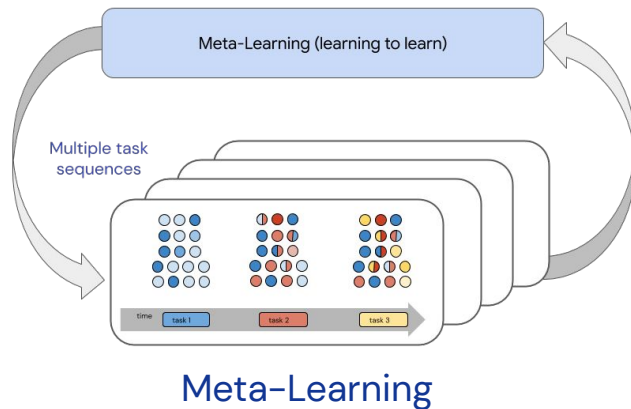 Meta-Learning (learning to learn)
Multiple task
sequences
time
task 1
task 2
task 3
Meta-Learning